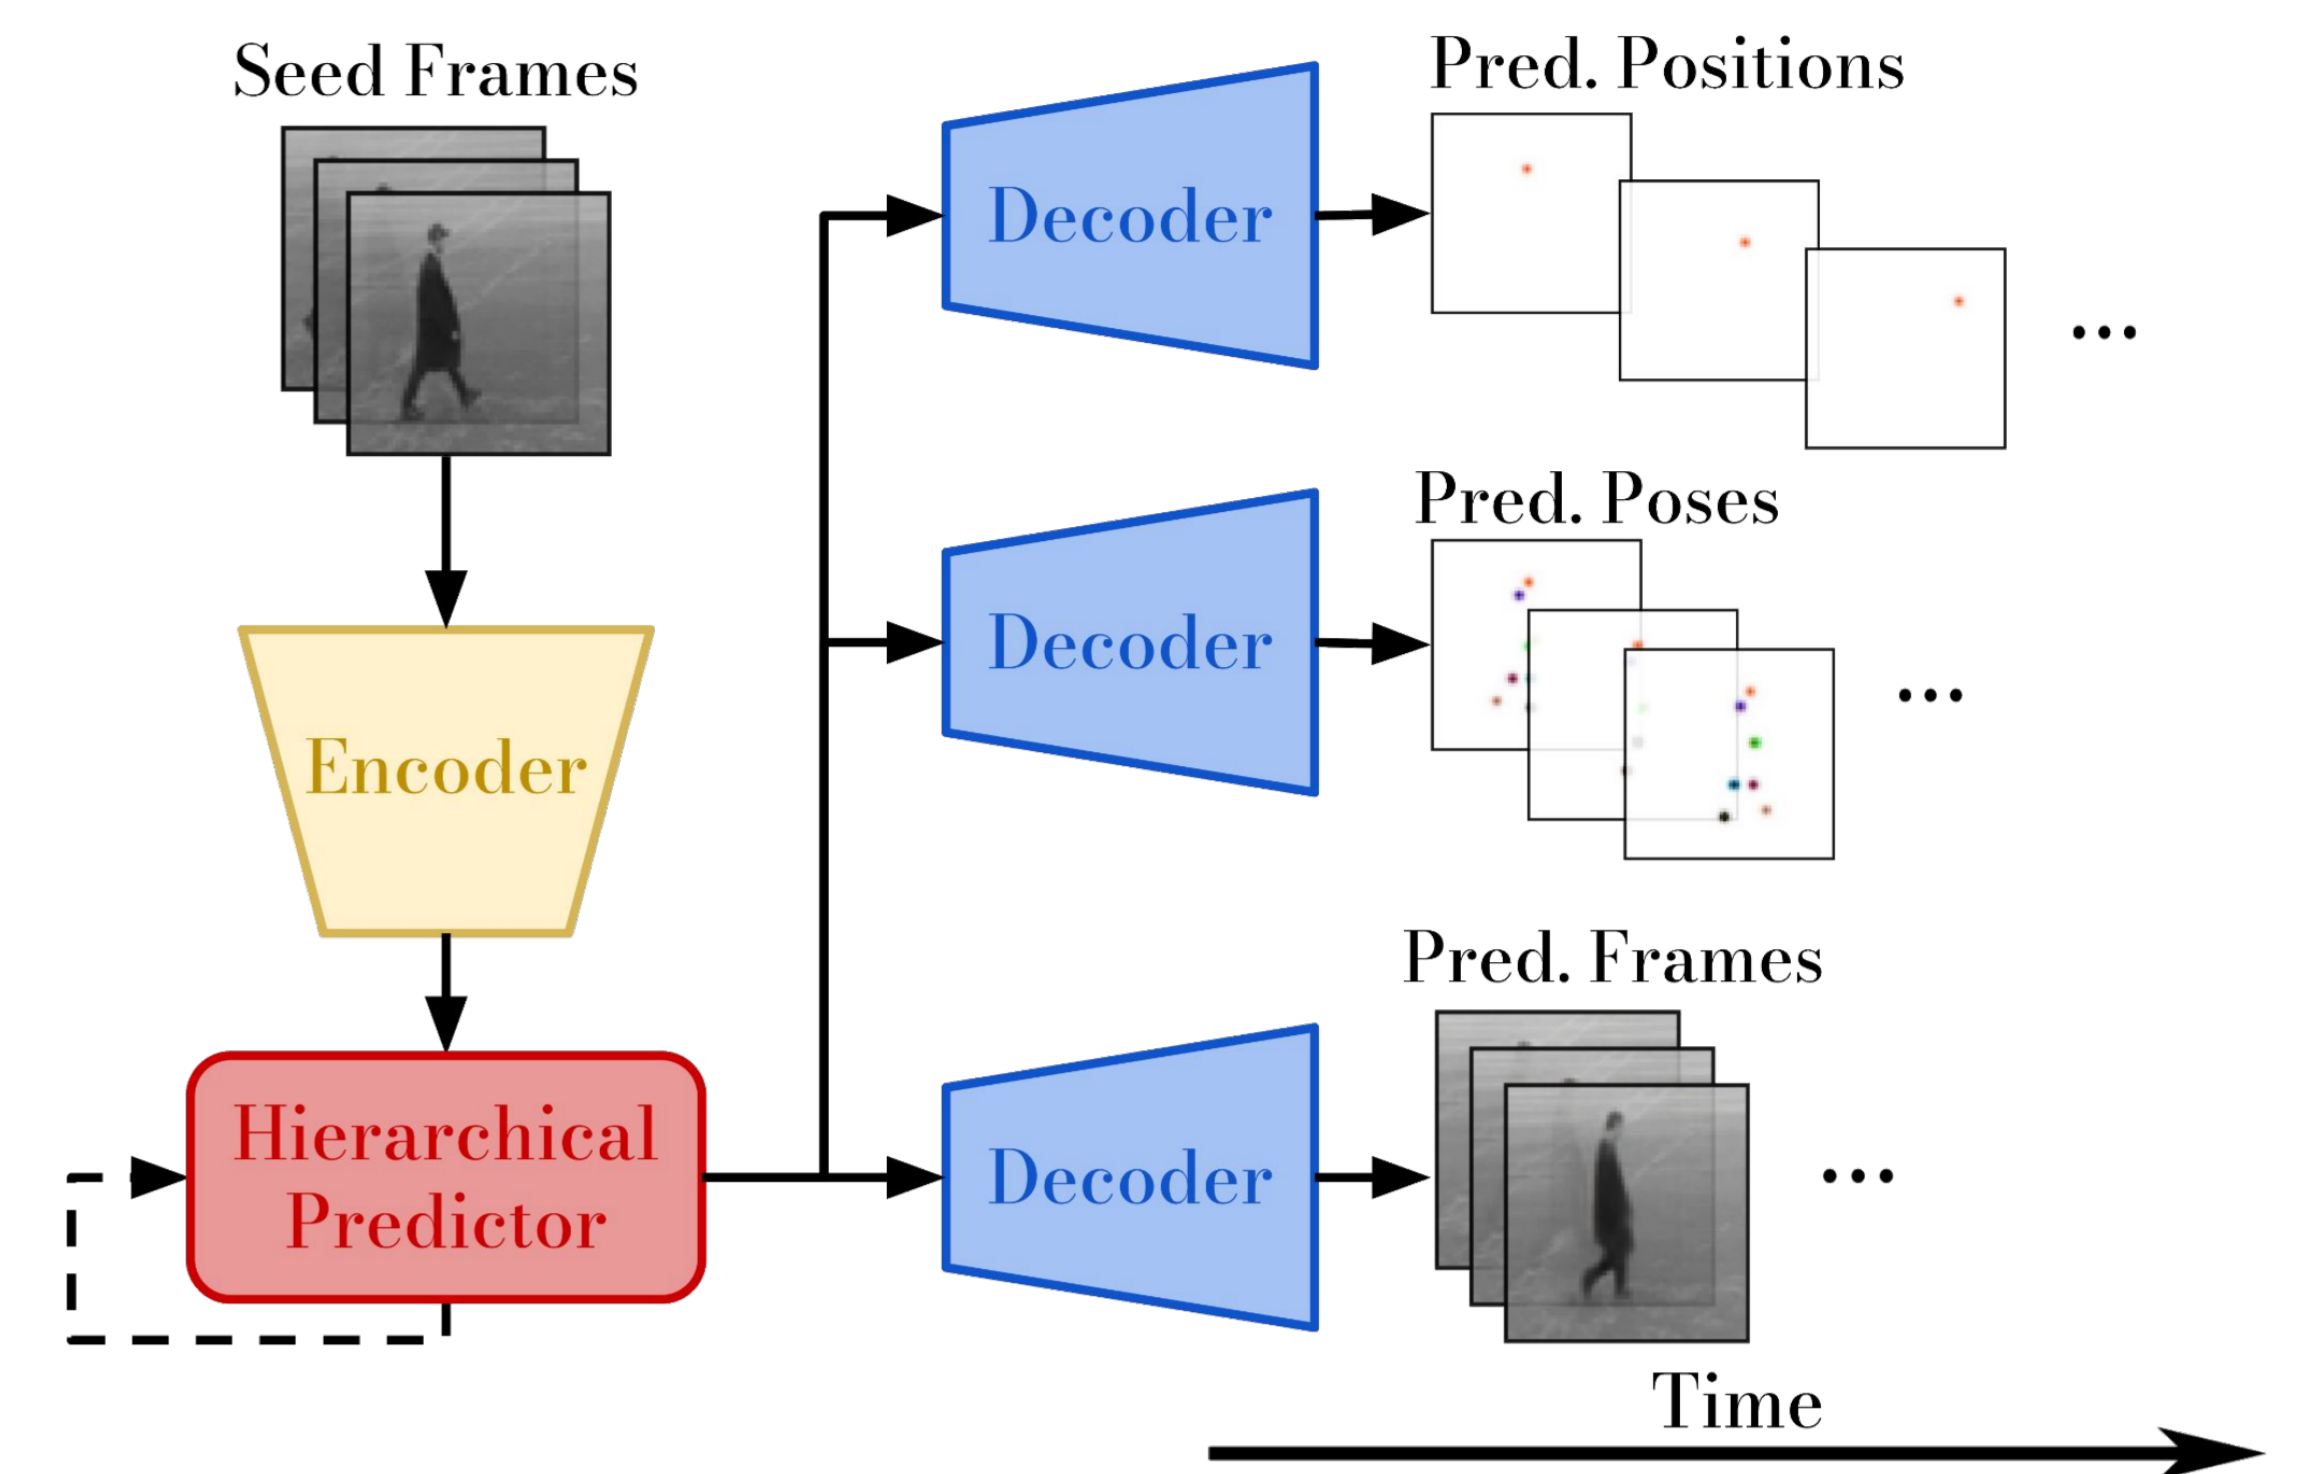 Seed Frames
Encoder
Hierarchical
Predictor
Decoder
Pred. Positions
...
Decoder
Pred. Poses
...
Decoder
Pred. Frames
...
Time